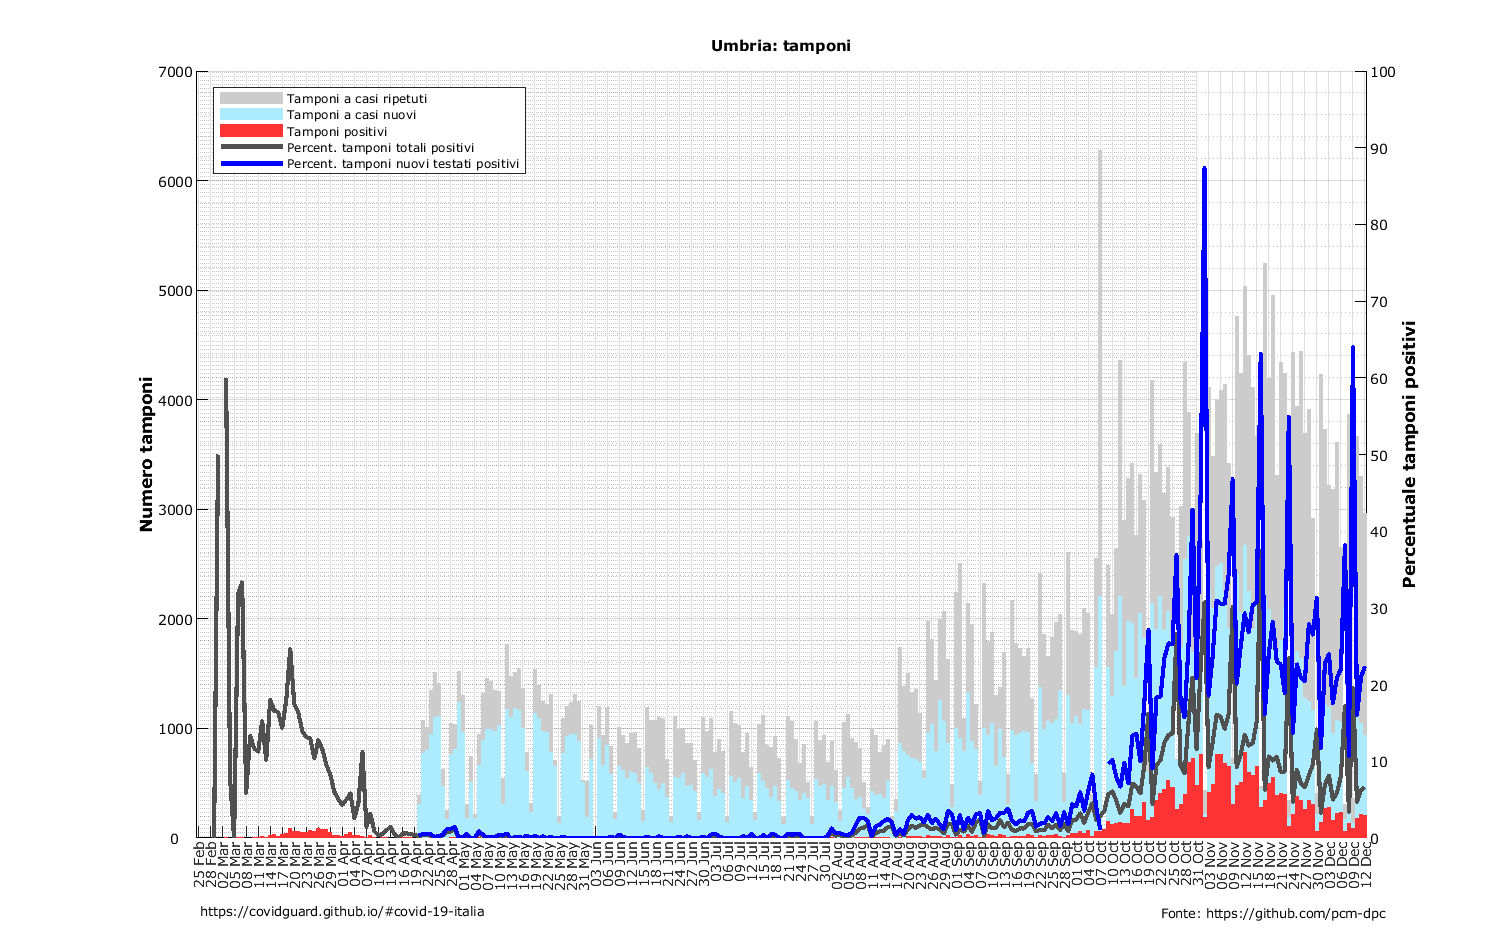 Umbria: tamponi
Tamponi a casi ripetuti
Tamponi a casi nuovi
Tamponi positivi
Percent. tamponi totali positivi
Percent. tamponi nuovi testati positivi
Numero tamponi
7000
6000
5000
4000
3000
2000
1000
0
Percentuale tamponi positivi
100
90
80
70
60
50
40
30
20
10
0
25 Feb
28 Feb
02 Mar
05 Mar
08 Mar
11 Mar
14 Mar
17 Mar
20 Mar
23 Mar
26 Mar
29 Mar
01 Apr
04 Apr
07 Apr
10 Apr
13 Apr
16 Apr
19 Apr
22 Apr
25 Apr
28 Apr
01 May
04 May
07 May
10 May
13 May
16 May
19 May
22 May
25 May
28 May
31 May
03 Jun
06 Jun
09 Jun
12 Jun
15 Jun
18 Jun
21 Jun
24 Jun
27 Jun
30 Jun
03 Jul
06 Jul
09 Jul
12 Jul
15 Jul
18 Jul
21 Jul
24 Jul
27 Jul
30 Jul
02 Aug
05 Aug
08 Aug
11 Aug
14 Aug
17 Aug
20 Aug
23 Aug
26 Aug
29 Aug
01 Sep
04 Sep
07 Sep
10 Sep
13 Sep
16 Sep
19 Sep
22 Sep
25 Sep
28 Sep
01 Oct
04 Oct
07 Oct
10 Oct
13 Oct
16 Oct
19 Oct
22 Oct
25 Oct
28 Oct
31 Oct
03 Nov
06 Nov
09 Nov
12 Nov
15 Nov
18 Nov
21 Nov
24 Nov
27 Nov
30 Nov
03 Dec
06 Dec
09 Dec
12 Dec
https://covidguard.github.io/#covid-19-italia
Fonte: https://github.com/pcm-dpc